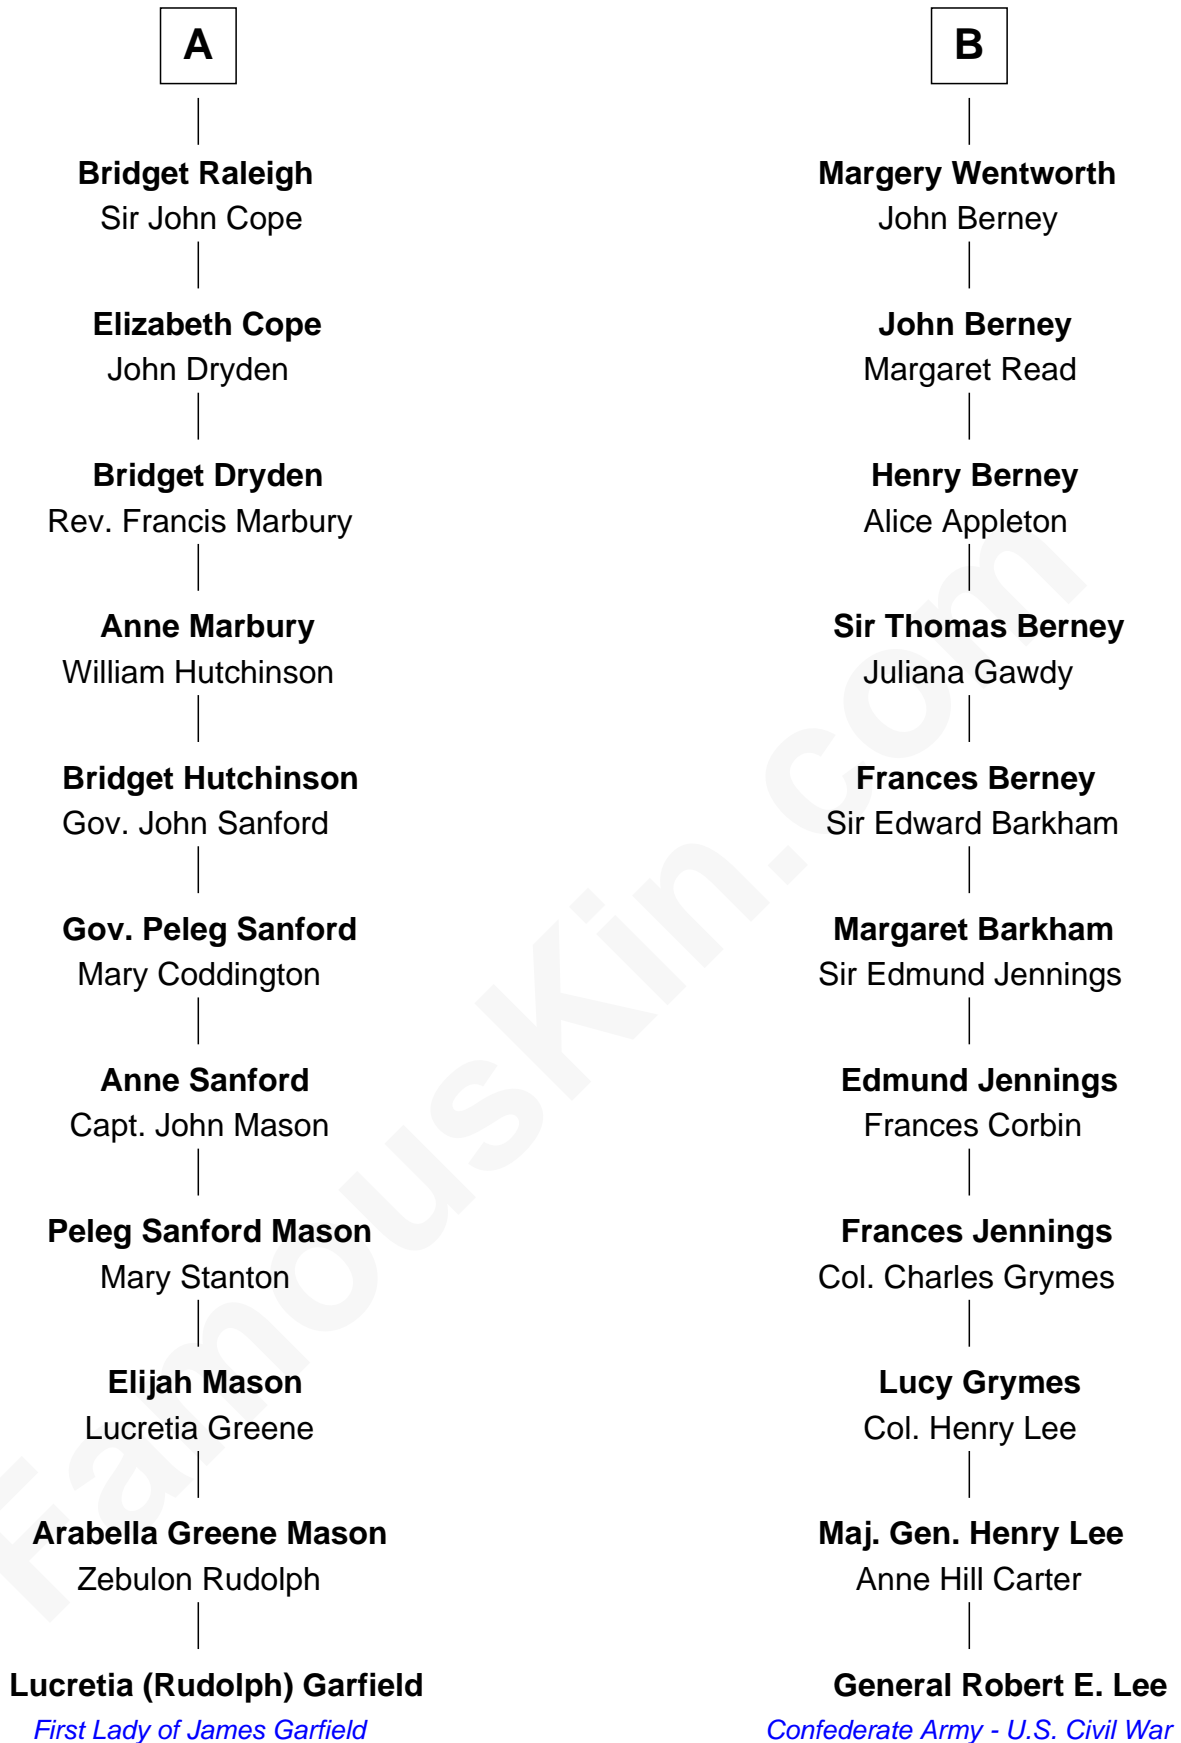 A
Bridget Raleigh
Sir John Cope
Elizabeth Cope
John Dryden
Bridget Dryden
Rev. Francis Marbury
Anne Marbury
William Hutchinson
Bridget Hutchinson
Gov. John Sanford
Gov. Peleg Sanford
Mary Coddington
Anne Sanford
Capt. John Mason
Peleg Sanford Mason
Mary Stanton
Elijah Mason
Lucretia Greene
Arabella Greene Mason
Zebulon Rudolph
Lucretia (Rudolph) Garfield
First Lady of James Garfield
B
Margery Wentworth
John Berney
John Berney
Margaret Read
Henry Berney
Alice Appleton
Sir Thomas Berney
Juliana Gawdy
Frances Berney
Sir Edward Barkham
Margaret Barkham
Sir Edmund Jennings
Edmund Jennings
Frances Corbin
Frances Jennings
Col. Charles Grymes
Lucy Grymes
Col. Henry Lee
Maj. Gen. Henry Lee
Anne Hill Carter
General Robert E. Lee
Confederate Army - U.S. Civil War
FamousKin.com